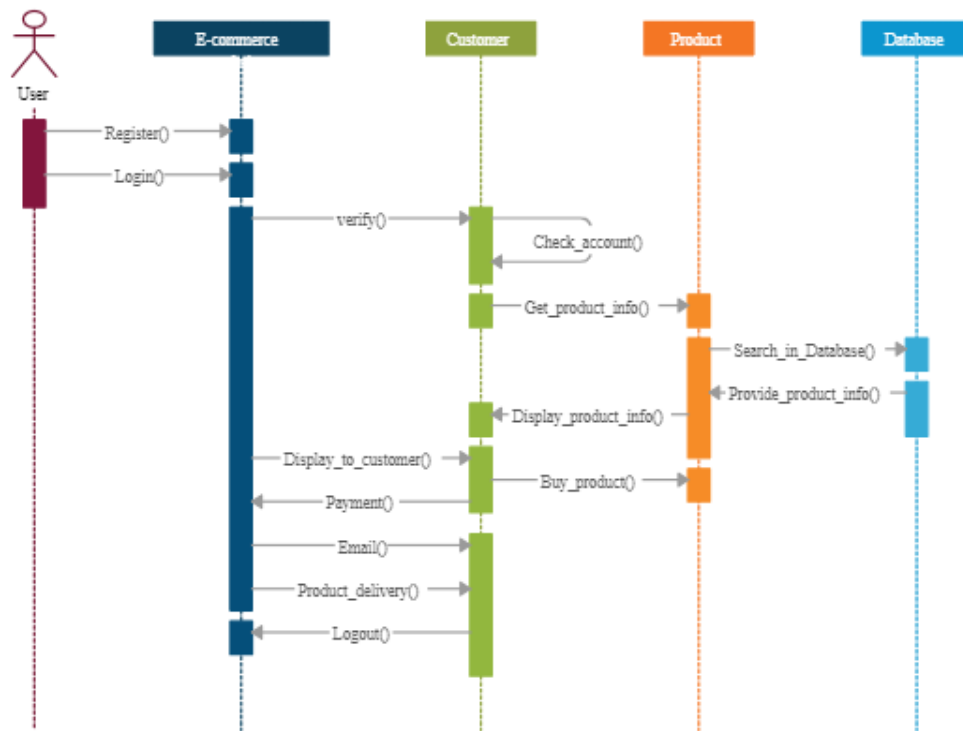 E-commerce
Customer
Product
Database
User
Register()
Login()
verify()
Check_account()
Get_product_info()
Search_in_Database()
Provide_product_info()
Display_product_info()
Display_to_customer()
Buy_product()
Payment()
Email()
Product_delivery()
Logout()